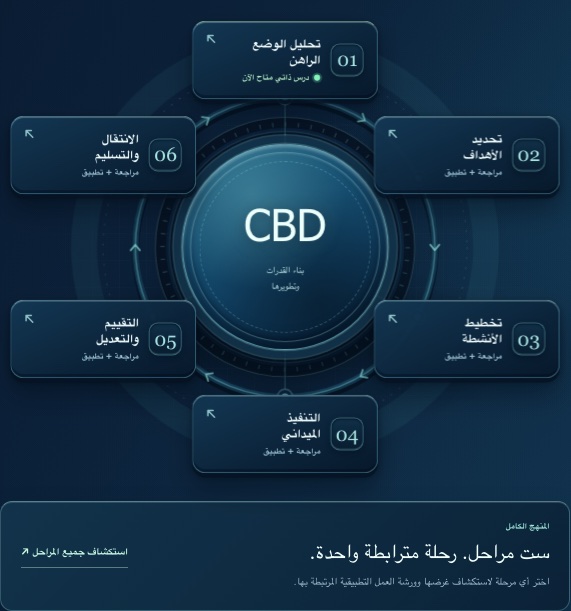 01
تحليل الوضع
الراهن
درس ذاتي متاح الآن
02
تحديد
الأهداف
مراجعة + تطبيق
03
تخطيط
الأنشطة
مراجعة + تطبيق
04
التنفيذ
الميداني
مراجعة + تطبيق
05
التقييم
والتعديل
مراجعة + تطبيق
06
الانتقال
والتسليم
مراجعة + تطبيق
CBD
بناء القدرات
وتطويرها
المنهج الكامل
ست مراحل. رحلة مترابطة واحدة.
اختر أي مرحلة لاستكشاف غرضها وورشة العمل التطبيقية المرتبطة بها.
استكشاف جميع المراحل ↗